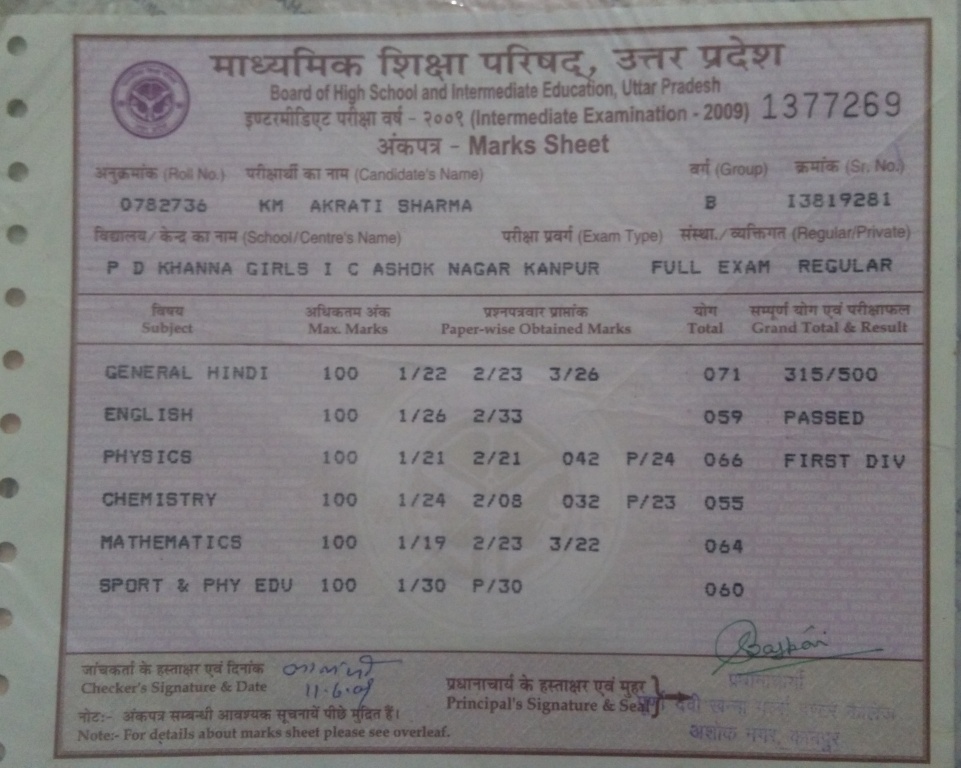 माध्यमिक शिक्षा परिषद्, उत्तर प्रदेश
Board of High School and Intermediate Education, Uttar Pradesh
इण्टरमीडिएट परीक्षा वर्ष - २००९ (Intermediate Examination - 2009) 1377269
अंकपत्र - Marks Sheet
अनुक्रमांक (Roll No.) परीक्षार्थी का नाम (Candidate's Name) वर्ग (Group) क्रमांक (Sr. No.)
0782736 KM AKRATI SHARMA B I3819281
विद्यालय/केन्द्र का नाम (School/Centre's Name) परीक्षा प्रवर्ग (Exam Type) संस्था./व्यक्तिगत (Regular/Private)
P D KHANNA GIRLS I C ASHOK NAGAR KANPUR FULL EXAM REGULAR
विषय अधिकतम अंक प्रश्नपत्रवार प्राप्तांक योग सम्पूर्ण योग एवं परीक्षाफल
Subject Max. Marks Paper-wise Obtained Marks Total Grand Total & Result
GENERAL HINDI 100 1/22 2/23 3/26 071 315/500
ENGLISH 100 1/26 2/33 059 PASSED
PHYSICS 100 1/21 2/21 042 P/24 066 FIRST DIV
CHEMISTRY 100 1/24 2/08 032 P/23 055
MATHEMATICS 100 1/19 2/23 3/22 064
SPORT & PHY EDU 100 1/30 P/30 060
जांचकर्ता के हस्ताक्षर एवं दिनांक
Checker's Signature & Date 11-6-09
प्रधानाचार्य के हस्ताक्षर एवं मुहर
Principal's Signature & Seal
नोट:- अंकपत्र सम्बन्धी आवश्यक सूचनायें पीछे मुद्रित हैं।
Note:- For details about marks sheet please see overleaf.
प्रधानाचार्या
अशोक नगर, कानपुर